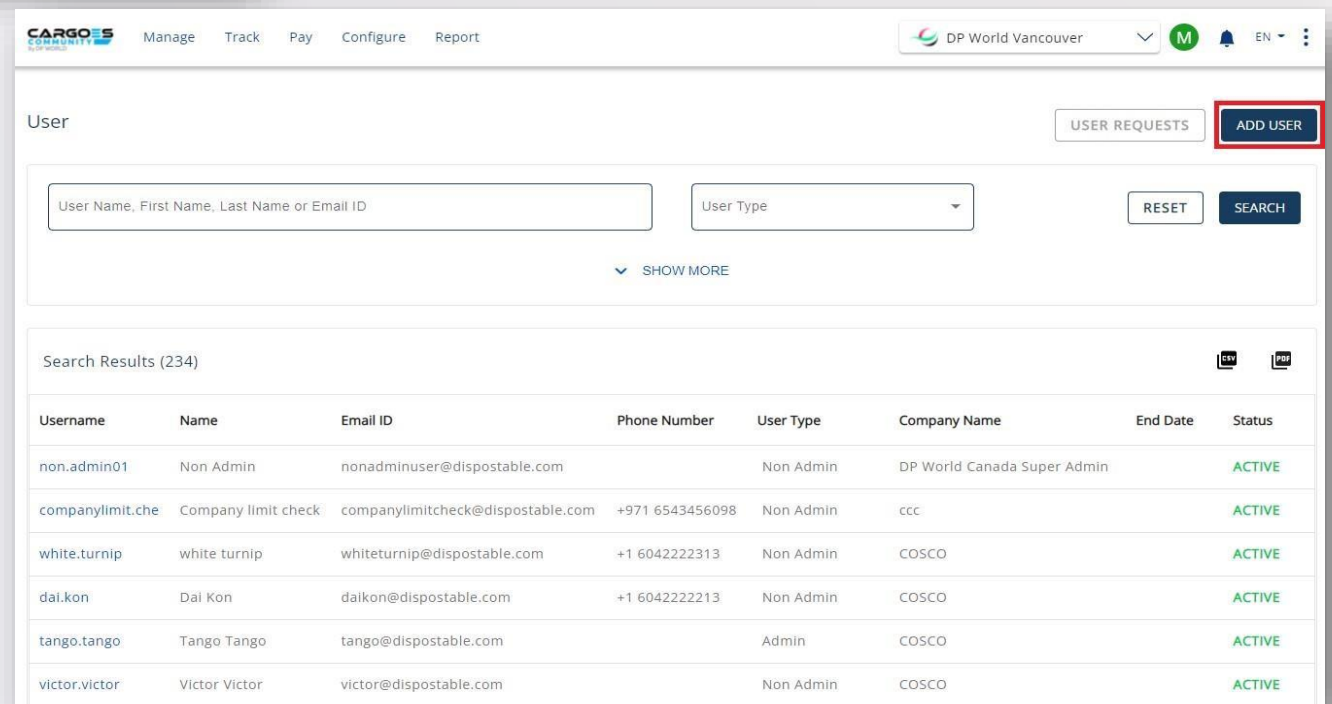 CARGOES COMMUNITY by DP WORLD Manage Track Pay Configure Report DP World Vancouver M EN
User USER REQUESTS ADD USER
User Name, First Name, Last Name or Email ID User Type RESET SEARCH
SHOW MORE
Search Results (234) CSV PDF
Username Name Email ID Phone Number User Type Company Name End Date Status
non.admin01 Non Admin nonadminuser@dispostable.com Non Admin DP World Canada Super Admin ACTIVE
companylimit.che Company limit check companylimitcheck@dispostable.com +971 6543456098 Non Admin ccc ACTIVE
white.turnip white turnip whiteturnip@dispostable.com +1 6042222313 Non Admin COSCO ACTIVE
dai.kon Dai Kon daikon@dispostable.com +1 6042222213 Non Admin COSCO ACTIVE
tango.tango Tango Tango tango@dispostable.com Admin COSCO ACTIVE
victor.victor Victor Victor victor@dispostable.com Non Admin COSCO ACTIVE